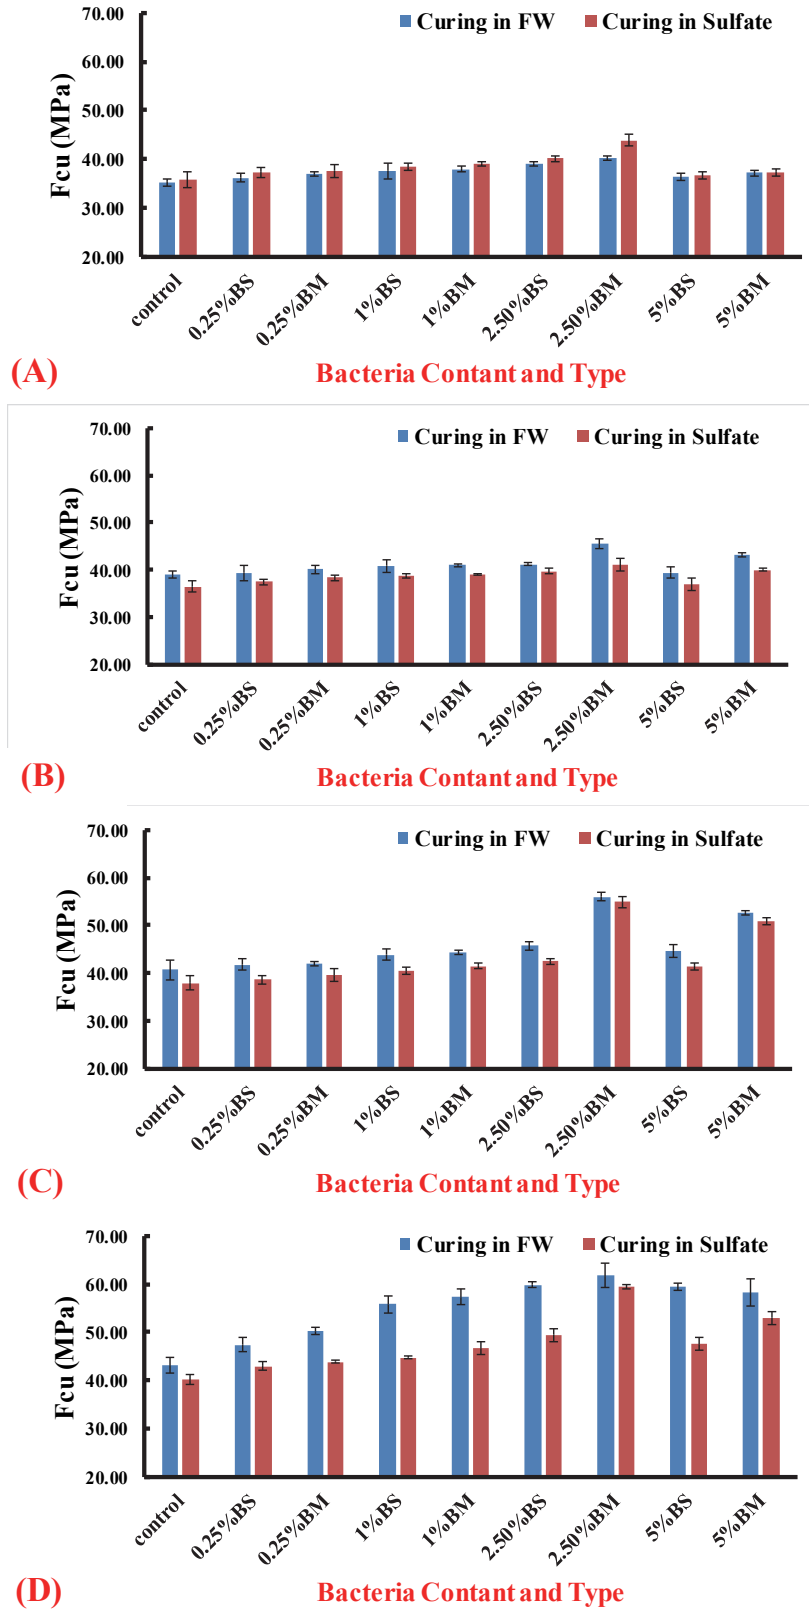 70.00
Curing in FW
Curing in Sulfate
60.00
50.00
40.00
30.00
20.00
Fcu (MPa)
control
0.25%BS
0.25%BM
1%BS
1%BM
2.50%BS
2.50%BM
5%BS
5%BM
(A)
Bacteria Contant and Type
70.00
Curing in FW
Curing in Sulfate
60.00
50.00
40.00
30.00
20.00
Fcu (MPa)
control
0.25%BS
0.25%BM
1%BS
1%BM
2.50%BS
2.50%BM
5%BS
5%BM
(B)
Bacteria Contant and Type
70.00
Curing in FW
Curing in Sulfate
60.00
50.00
40.00
30.00
20.00
Fcu (MPa)
control
0.25%BS
0.25%BM
1%BS
1%BM
2.50%BS
2.50%BM
5%BS
5%BM
(C)
Bacteria Contant and Type
70.00
Curing in FW
Curing in Sulfate
60.00
50.00
40.00
30.00
20.00
Fcu (MPa)
control
0.25%BS
0.25%BM
1%BS
1%BM
2.50%BS
2.50%BM
5%BS
5%BM
(D)
Bacteria Contant and Type